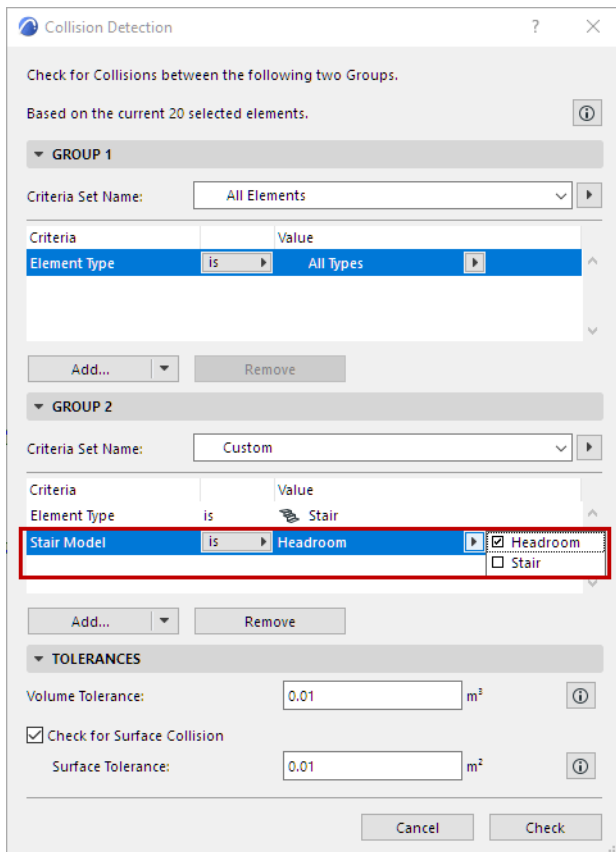 Collision Detection ?
Check for Collisions between the following two Groups.
Based on the current 20 selected elements.
GROUP 1
Criteria Set Name: All Elements
Criteria Value
Element Type is All Types
Add... Remove
GROUP 2
Criteria Set Name: Custom
Criteria Value
Element Type is Stair
Stair Model is Headroom Headroom
Stair
Add... Remove
TOLERANCES
Volume Tolerance: 0.01 m³
Check for Surface Collision
Surface Tolerance: 0.01 m²
Cancel Check